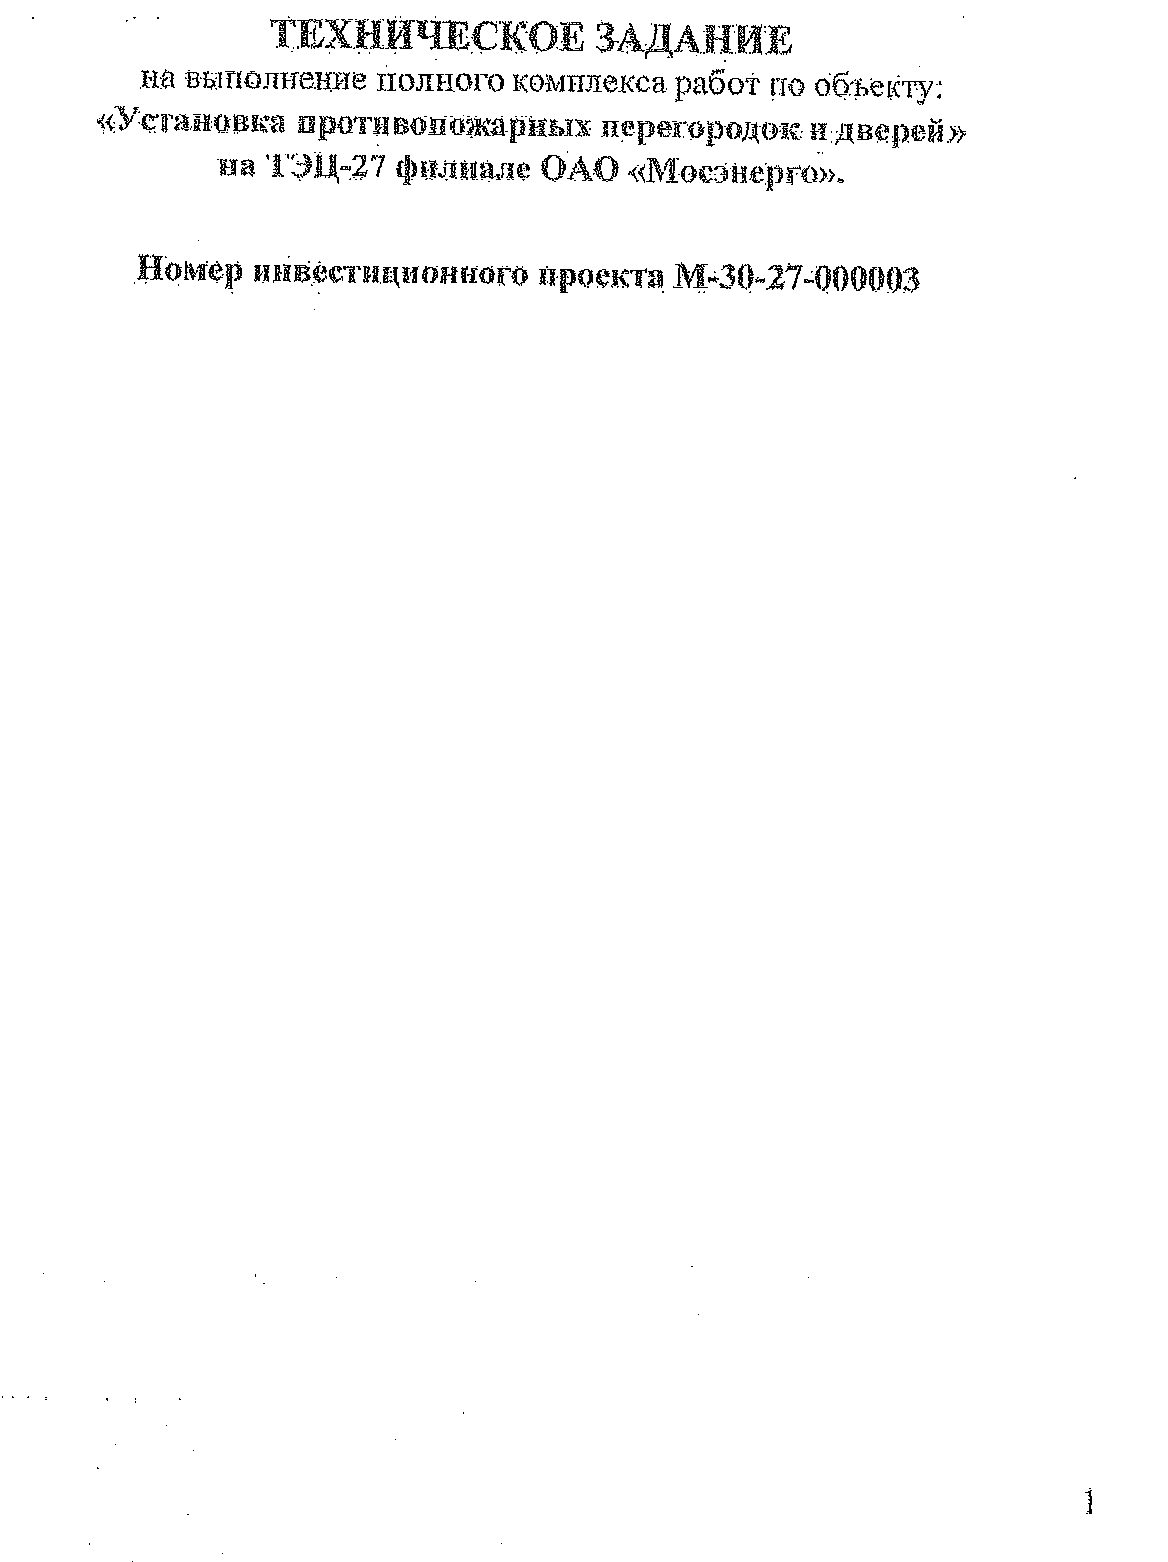 ТЕХНИЧЕСКОЕ ЗАДАНИЕ
на выполнение полного комплекса работ по объекту:
«Установка противопожарных перегородок и дверей»
на ТЭЦ-27 филиале ОАО «Мосэнерго».
Номер инвестиционного проекта М-30-27-000003
1